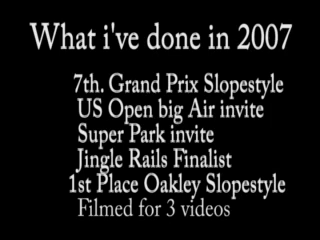 What i've done in 2007
7th. Grand Prix Slopestyle
US Open big Air invite
Super Park invite
Jingle Rails Finalist
1st Place Oakley Slopestyle
Filmed for 3 videos